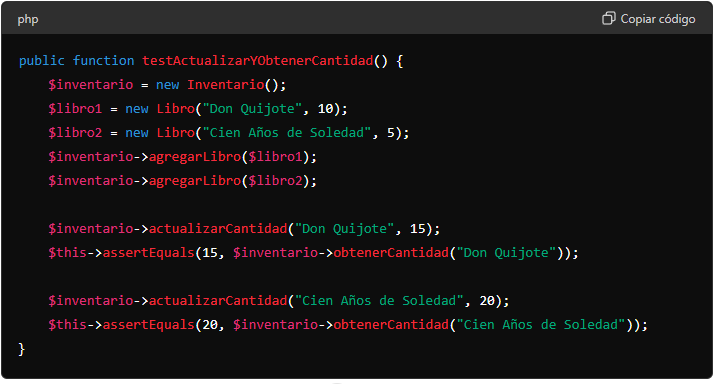 php
Copiar código
public function testActualizarYObtenerCantidad() {
    $inventario = new Inventario();
    $libro1 = new Libro("Don Quijote", 10);
    $libro2 = new Libro("Cien Años de Soledad", 5);
    $inventario->agregarLibro($libro1);
    $inventario->agregarLibro($libro2);

    $inventario->actualizarCantidad("Don Quijote", 15);
    $this->assertEquals(15, $inventario->obtenerCantidad("Don Quijote"));

    $inventario->actualizarCantidad("Cien Años de Soledad", 20);
    $this->assertEquals(20, $inventario->obtenerCantidad("Cien Años de Soledad"));
}